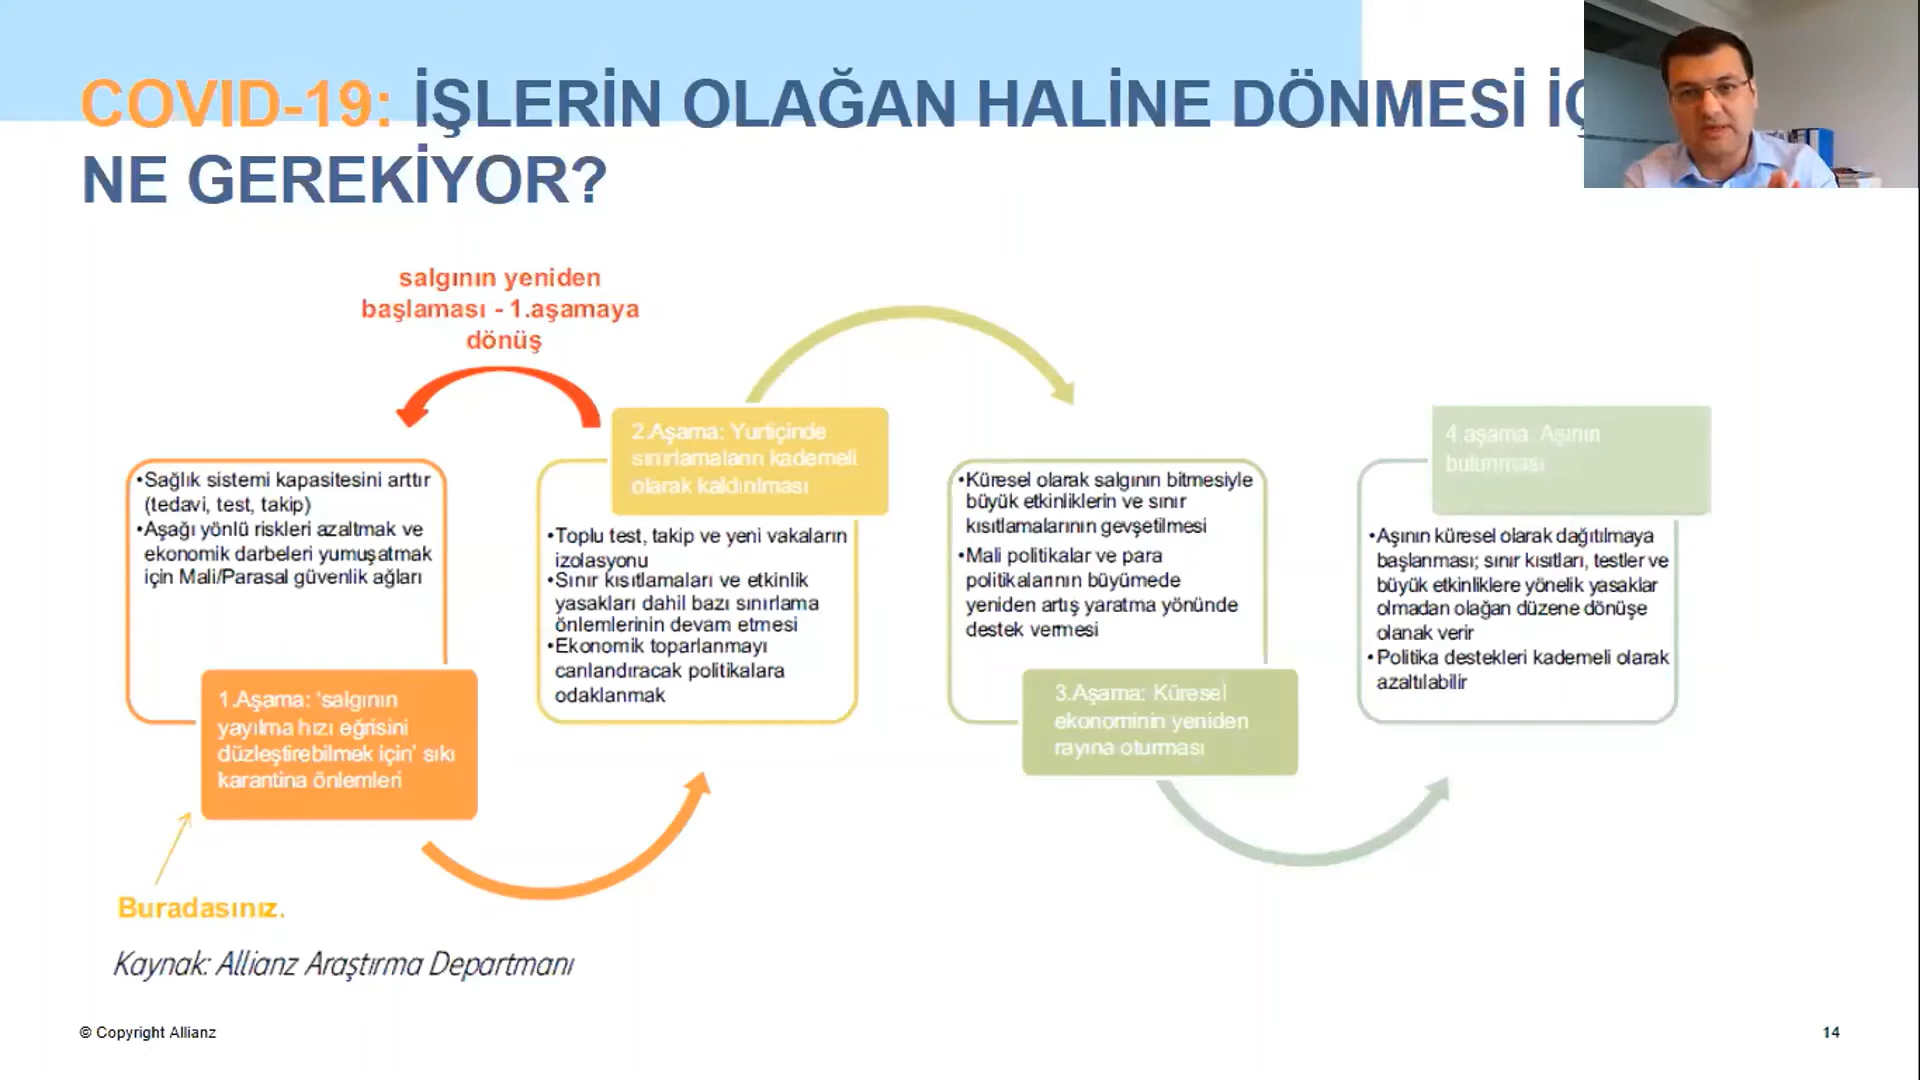 COVID-19: İŞLERİN OLAĞAN HALİNE DÖNMESİ
NE GEREKİYOR?
salgının yeniden
başlaması - 1.aşamaya
dönüş
•Sağlık sistemi kapasitesini arttır
(tedavi, test, takip)
•Aşağı yönlü riskleri azaltmak ve
ekonomik darbeleri yumuşatmak
için Mali/Parasal güvenlik ağları
1.Aşama: 'salgının
yayılma hızı eğrisini
düzleştirebilmek için' sıkı
karantina önlemleri
Buradasınız.
2.Aşama: Yurtiçinde
sınırlamaların kademeli
olarak kaldırılması
•Toplu test, takip ve yeni vakaların
izolasyonu
•Sınır kısıtlamaları ve etkinlik
yasakları dahil bazı sınırlama
önlemlerinin devam etmesi
•Ekonomik toparlanmayı
canlandıracak politikalara
odaklanmak
•Küresel olarak salgının bitmesiyle
büyük etkinliklerin ve sınır
kısıtlamalarının gevşetilmesi
•Mali politikalar ve para
politikalarının büyümede
yeniden artış yaratma yönünde
destek vermesi
3.Aşama: Küresel
ekonominin yeniden
rayına oturması
4.aşama: Aşının
bulunması
•Aşının küresel olarak dağıtılmaya
başlanması; sınır kısıtları, testler ve
büyük etkinliklere yönelik yasaklar
olmadan olağan düzene dönüşe
olanak verir
•Politika destekleri kademeli olarak
azaltılabilir
Kaynak: Allianz Araştırma Departmanı
© Copyright Allianz
14